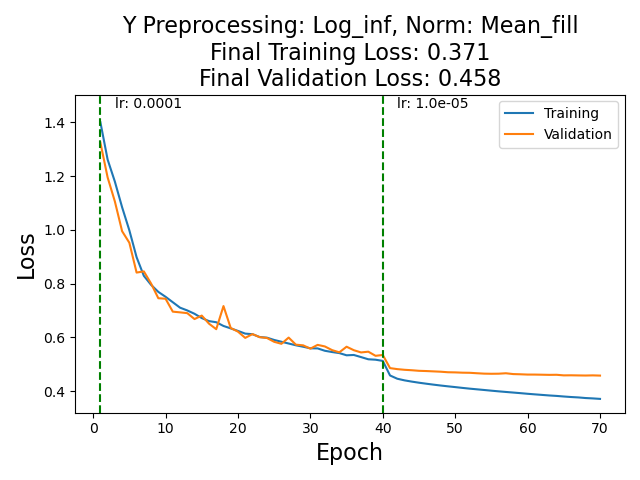 Y Preprocessing: Log_inf, Norm: Mean_fill
Final Training Loss: 0.371
Final Validation Loss: 0.458
lr: 0.0001
lr: 1.0e-05
Training
Validation
1.4
1.2
1.0
0.8
0.6
0.4
Loss
0 10 20 30 40 50 60 70
Epoch